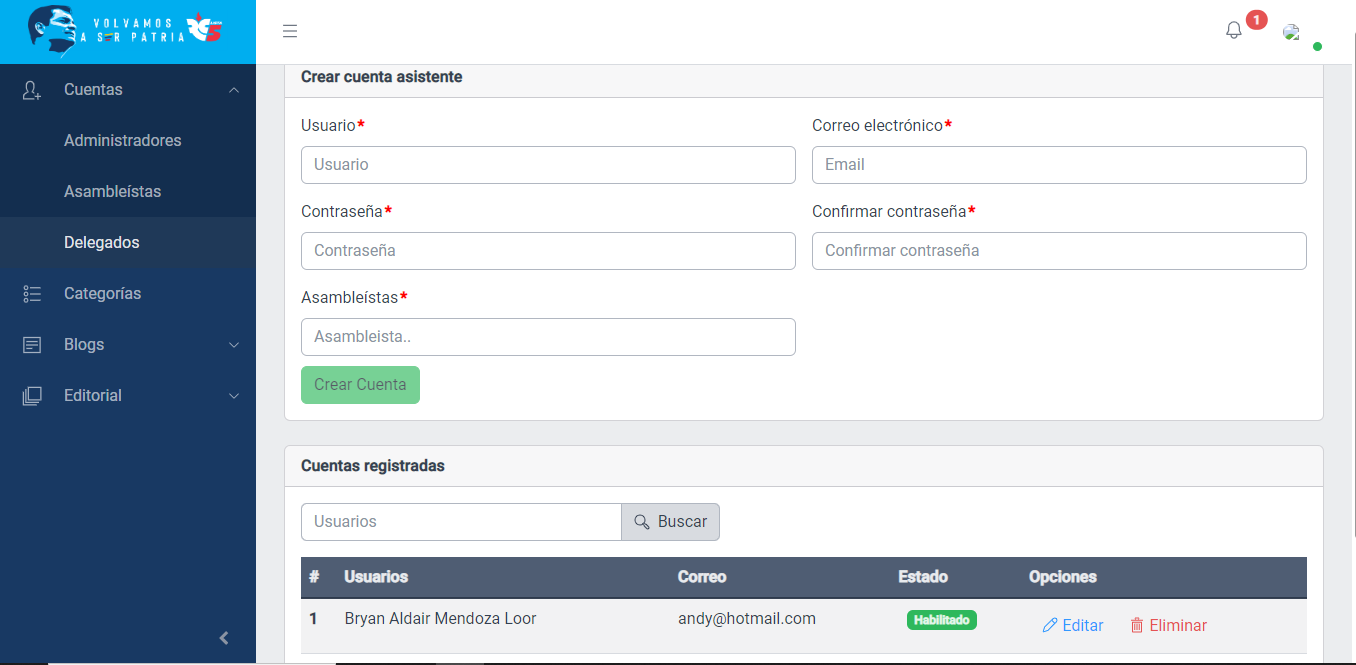 VOLVAMOS
A SER PATRIA 5
1
Cuentas
Administradores
Asambleístas
Delegados
Categorías
Blogs
Editorial
Crear cuenta asistente
Usuario* Correo electrónico*
Usuario Email
Contraseña* Confirmar contraseña*
Contraseña Confirmar contraseña
Asambleístas*
Asambleista..
Crear Cuenta
Cuentas registradas
Usuarios Buscar
# Usuarios Correo Estado Opciones
1 Bryan Aldair Mendoza Loor andy@hotmail.com Habilitado Editar Eliminar